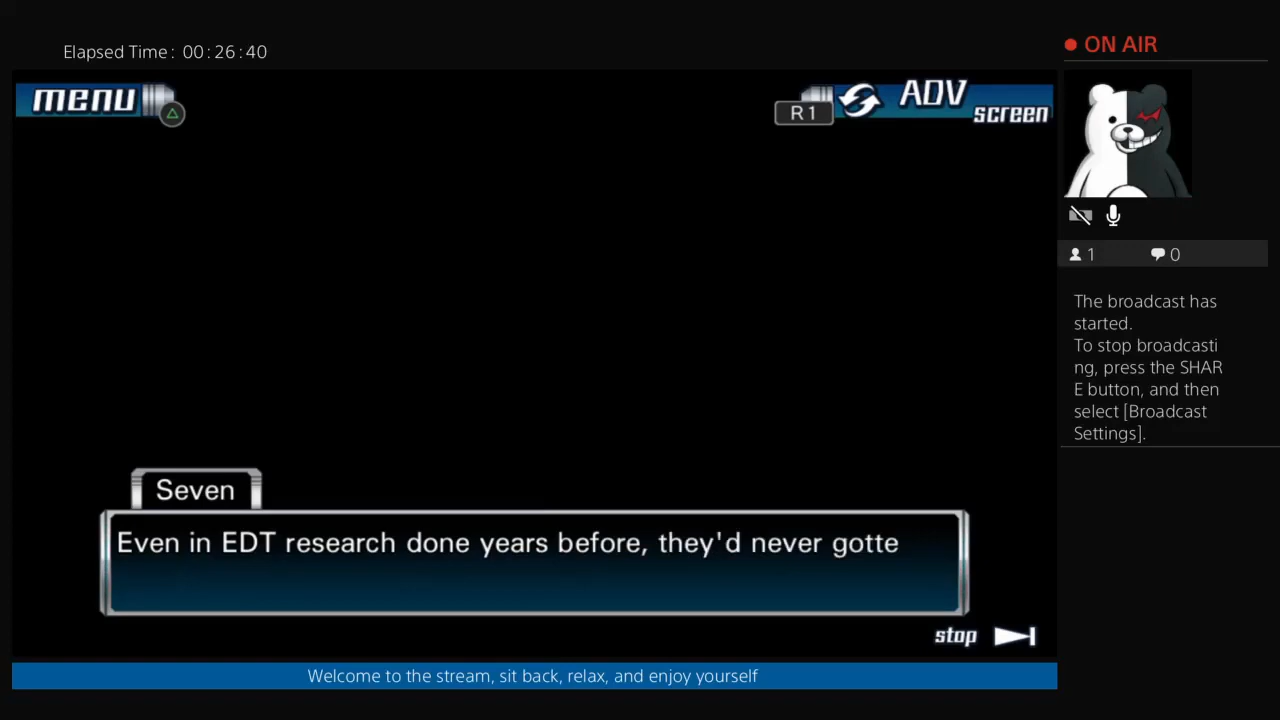 Elapsed Time: 00:26:40
ON AIR
menu
R1
ADV
screen
1
0
The broadcast has
started.
To stop broadcasti
ng, press the SHAR
E button, and then
select [Broadcast
Settings].
Seven
Even in EDT research done years before, they'd never gotte
stop
Welcome to the stream, sit back, relax, and enjoy yourself